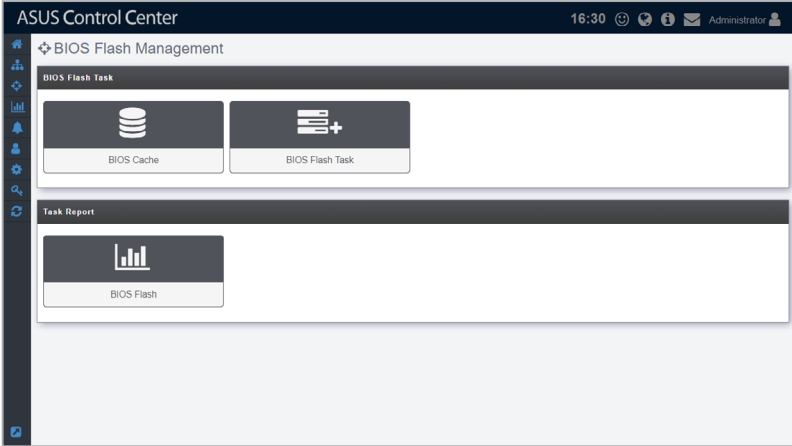 ASUS Control Center
16:30 Administrator
BIOS Flash Management
BIOS Flash Task
BIOS Cache
BIOS Flash Task
Task Report
BIOS Flash